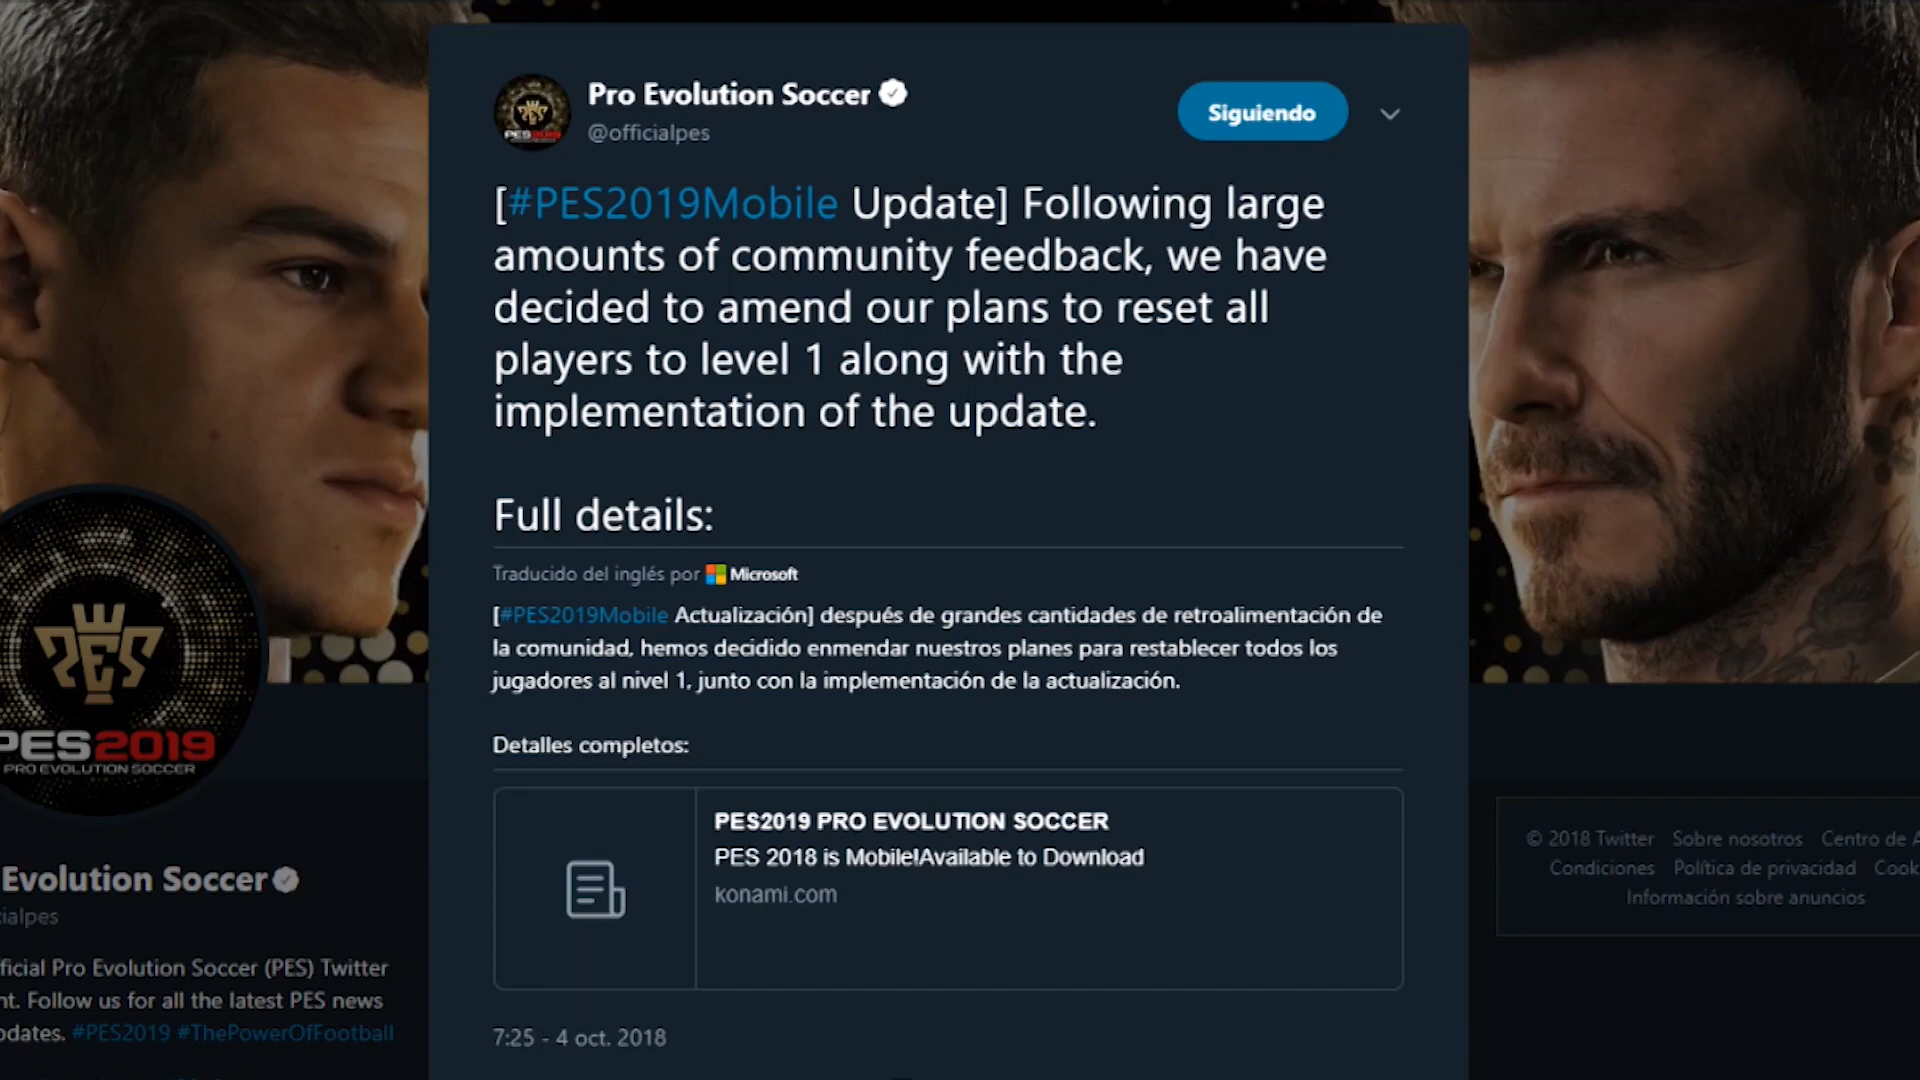 Pro Evolution Soccer
@officialpes
Siguiendo
[#PES2019Mobile Update] Following large
amounts of community feedback, we have
decided to amend our plans to reset all
players to level 1 along with the
implementation of the update.
Full details:
Traducido del inglés por Microsoft
[#PES2019Mobile Actualización] después de grandes cantidades de retroalimentación de
la comunidad, hemos decidido enmendar nuestros planes para restablecer todos los
jugadores al nivel 1, junto con la implementación de la actualización.
Detalles completos:
PES2019 PRO EVOLUTION SOCCER
PES 2018 is Mobile!Available to Download
konami.com
7:25 - 4 oct. 2018
PES2019
PRO EVOLUTION SOCCER
Evolution Soccer
ialpes
ficial Pro Evolution Soccer (PES) Twitter
nt. Follow us for all the latest PES news
pdates. #PES2019 #ThePowerOfFootball
© 2018 Twitter Sobre nosotros Centro de A
Condiciones Política de privacidad Cook
Información sobre anuncios